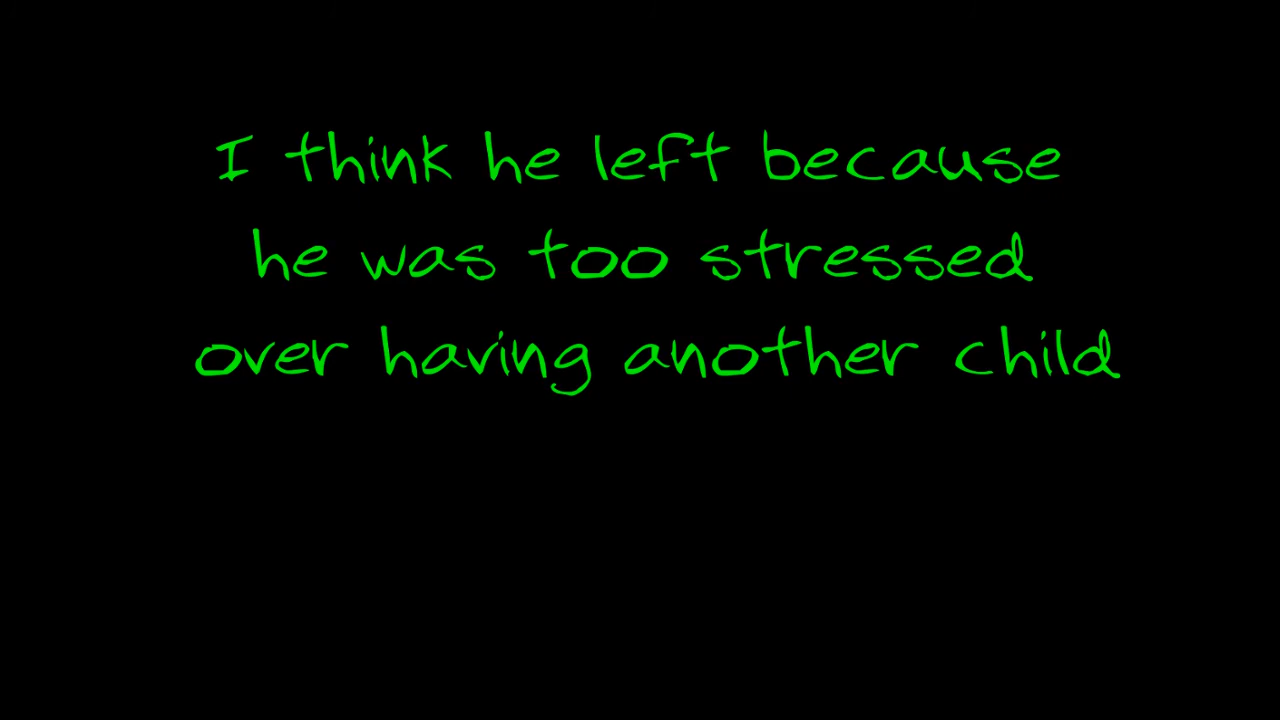 I think he left because
he was too stressed
over having another child